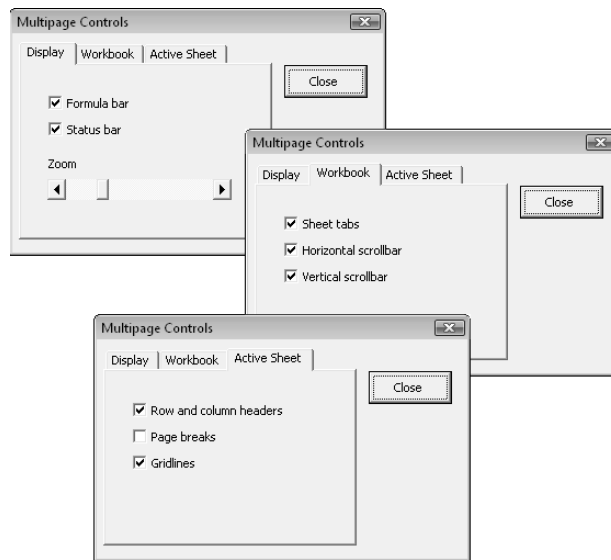 Multipage Controls
Display Workbook Active Sheet
Close
Formula bar
Status bar
Zoom
Multipage Controls
Display Workbook Active Sheet
Close
Sheet tabs
Horizontal scrollbar
Vertical scrollbar
Multipage Controls
Display Workbook Active Sheet
Close
Row and column headers
Page breaks
Gridlines